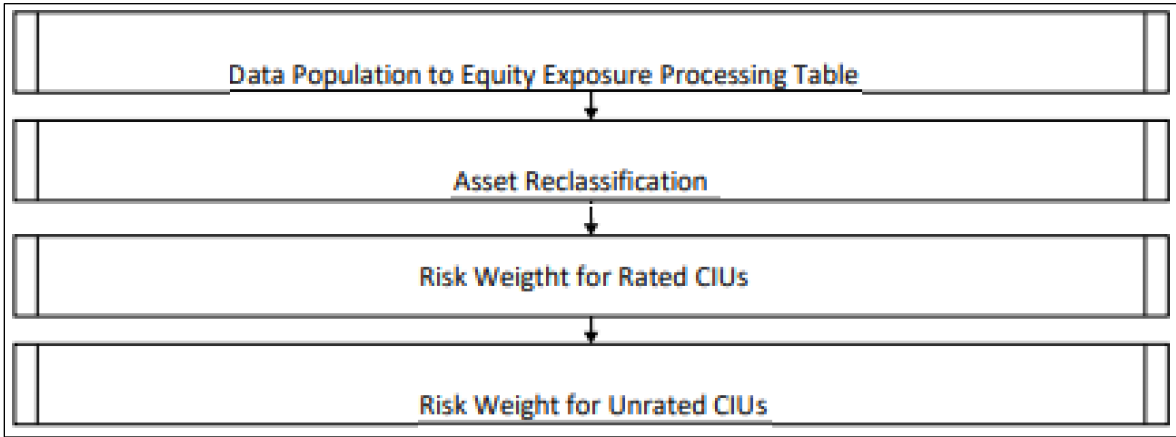 Data Population to Equity Exposure Processing Table
Asset Reclassification
Risk Weigtht for Rated CIUs
Risk Weight for Unrated CIUs